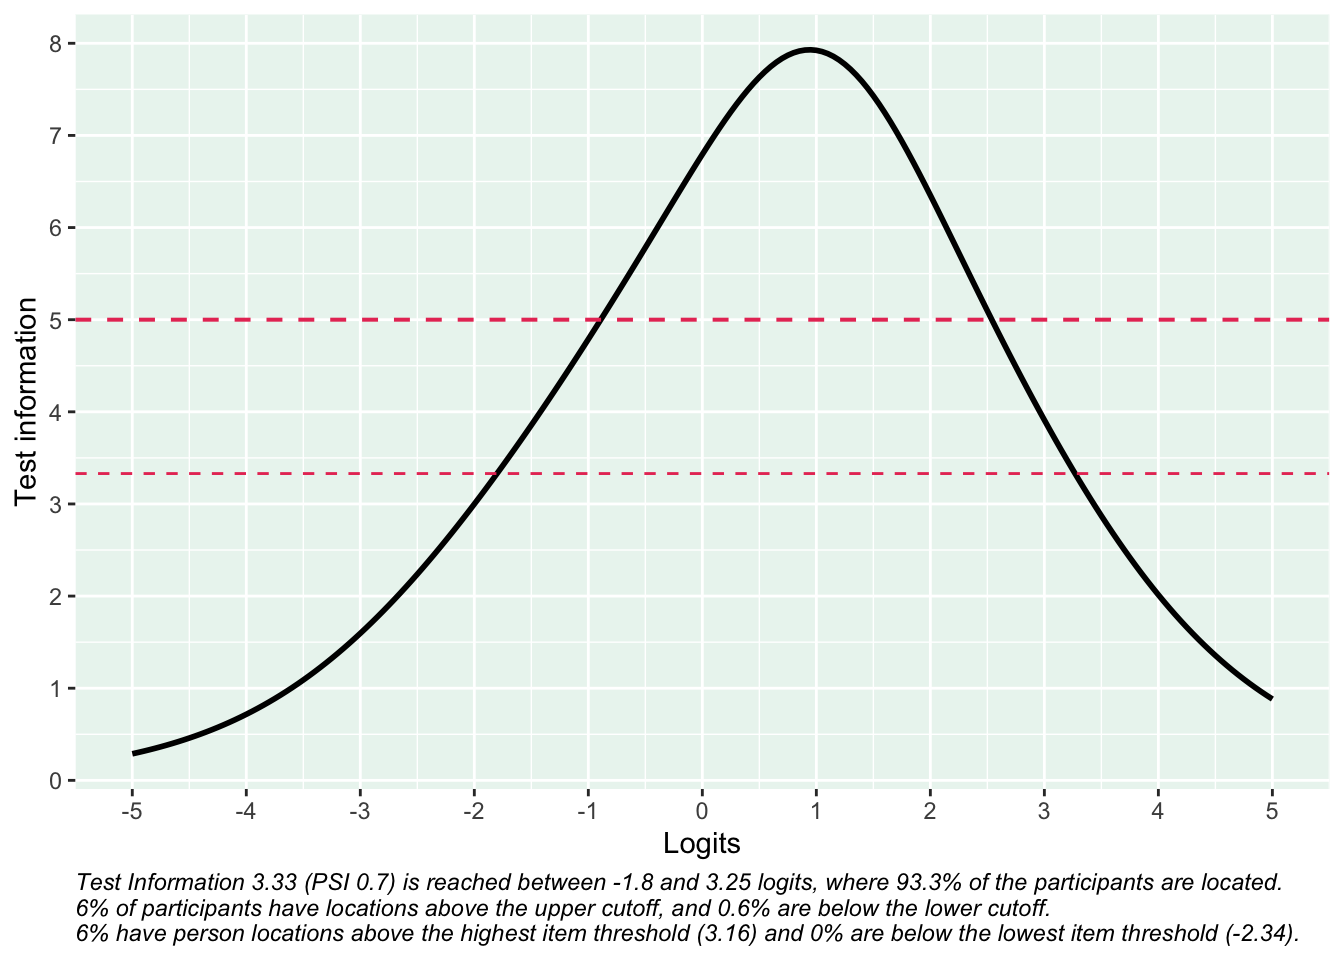 8
7
6
5
4
3
2
1
0
Test information
-5 -4 -3 -2 -1 0 1 2 3 4 5
Logits
Test Information 3.33 (PSI 0.7) is reached between -1.8 and 3.25 logits, where 93.3% of the participants are located.
6% of participants have locations above the upper cutoff, and 0.6% are below the lower cutoff.
6% have person locations above the highest item threshold (3.16) and 0% are below the lowest item threshold (-2.34).